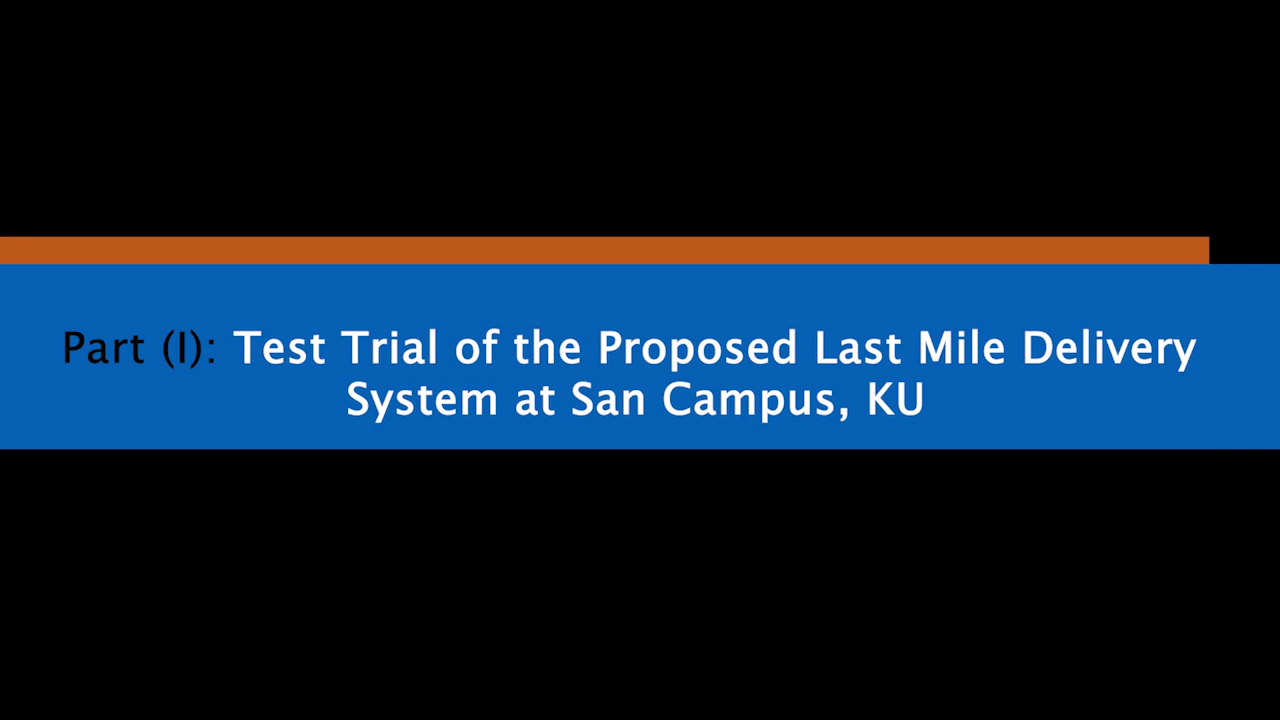 Part (I): Test Trial of the Proposed Last Mile Delivery
System at San Campus, KU